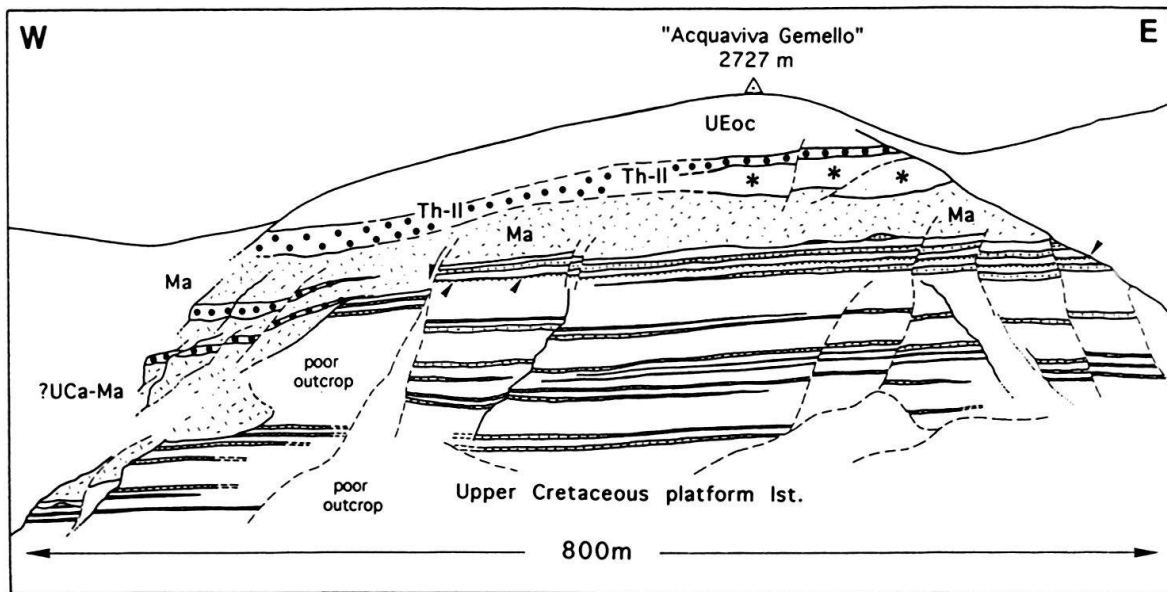 W
E
"Acquaviva Gemello"
2727 m
UEoc
Th-II
*
*
*
Th-II
Ma
Ma
Ma
poor
outcrop
?UCa-Ma
poor
outcrop
Upper Cretaceous platform lst.
800m